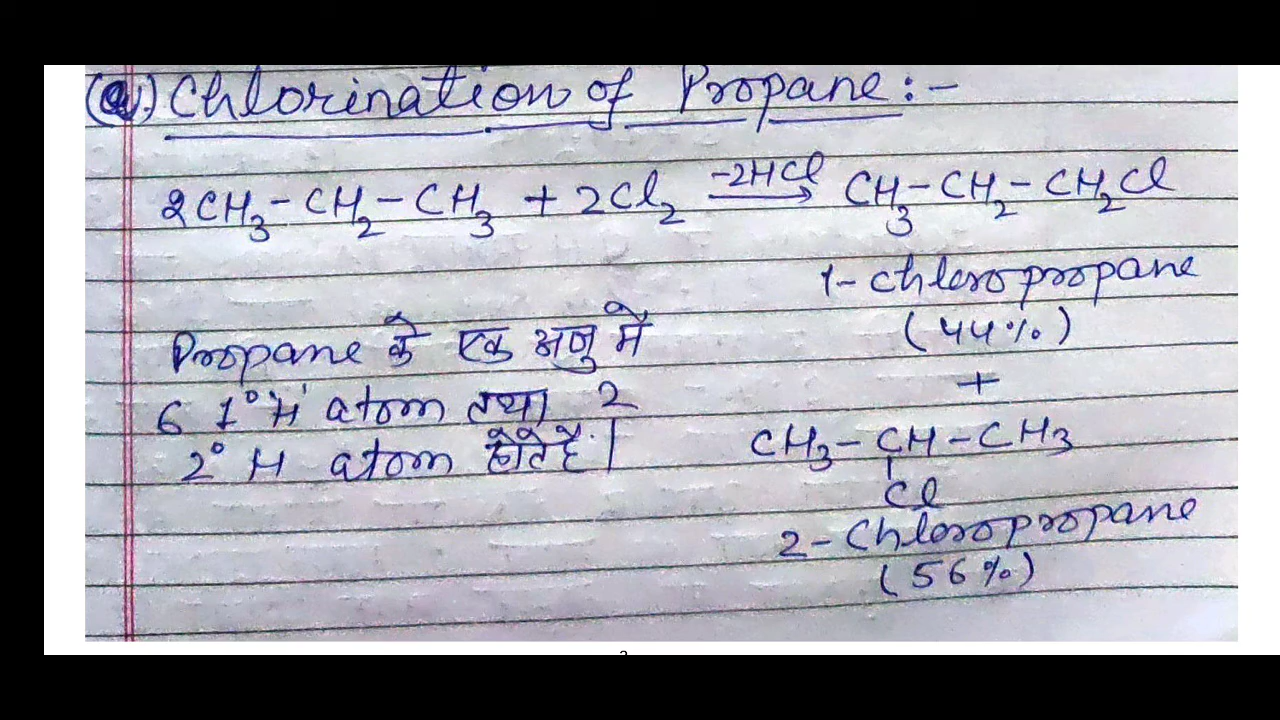 (a.) Chlorination of Propane :-
2CH₃-CH₂-CH₃ + 2Cl₂ -2HCl→ CH₃-CH₂-CH₂Cl
1-chloropropane
(44%)
+
Propane के एक अनु में
6 1° H atom तथा 2
2° H atom होते हैं।
CH₃-CH-CH₃
Cl
2-Chloropropane
(56%)